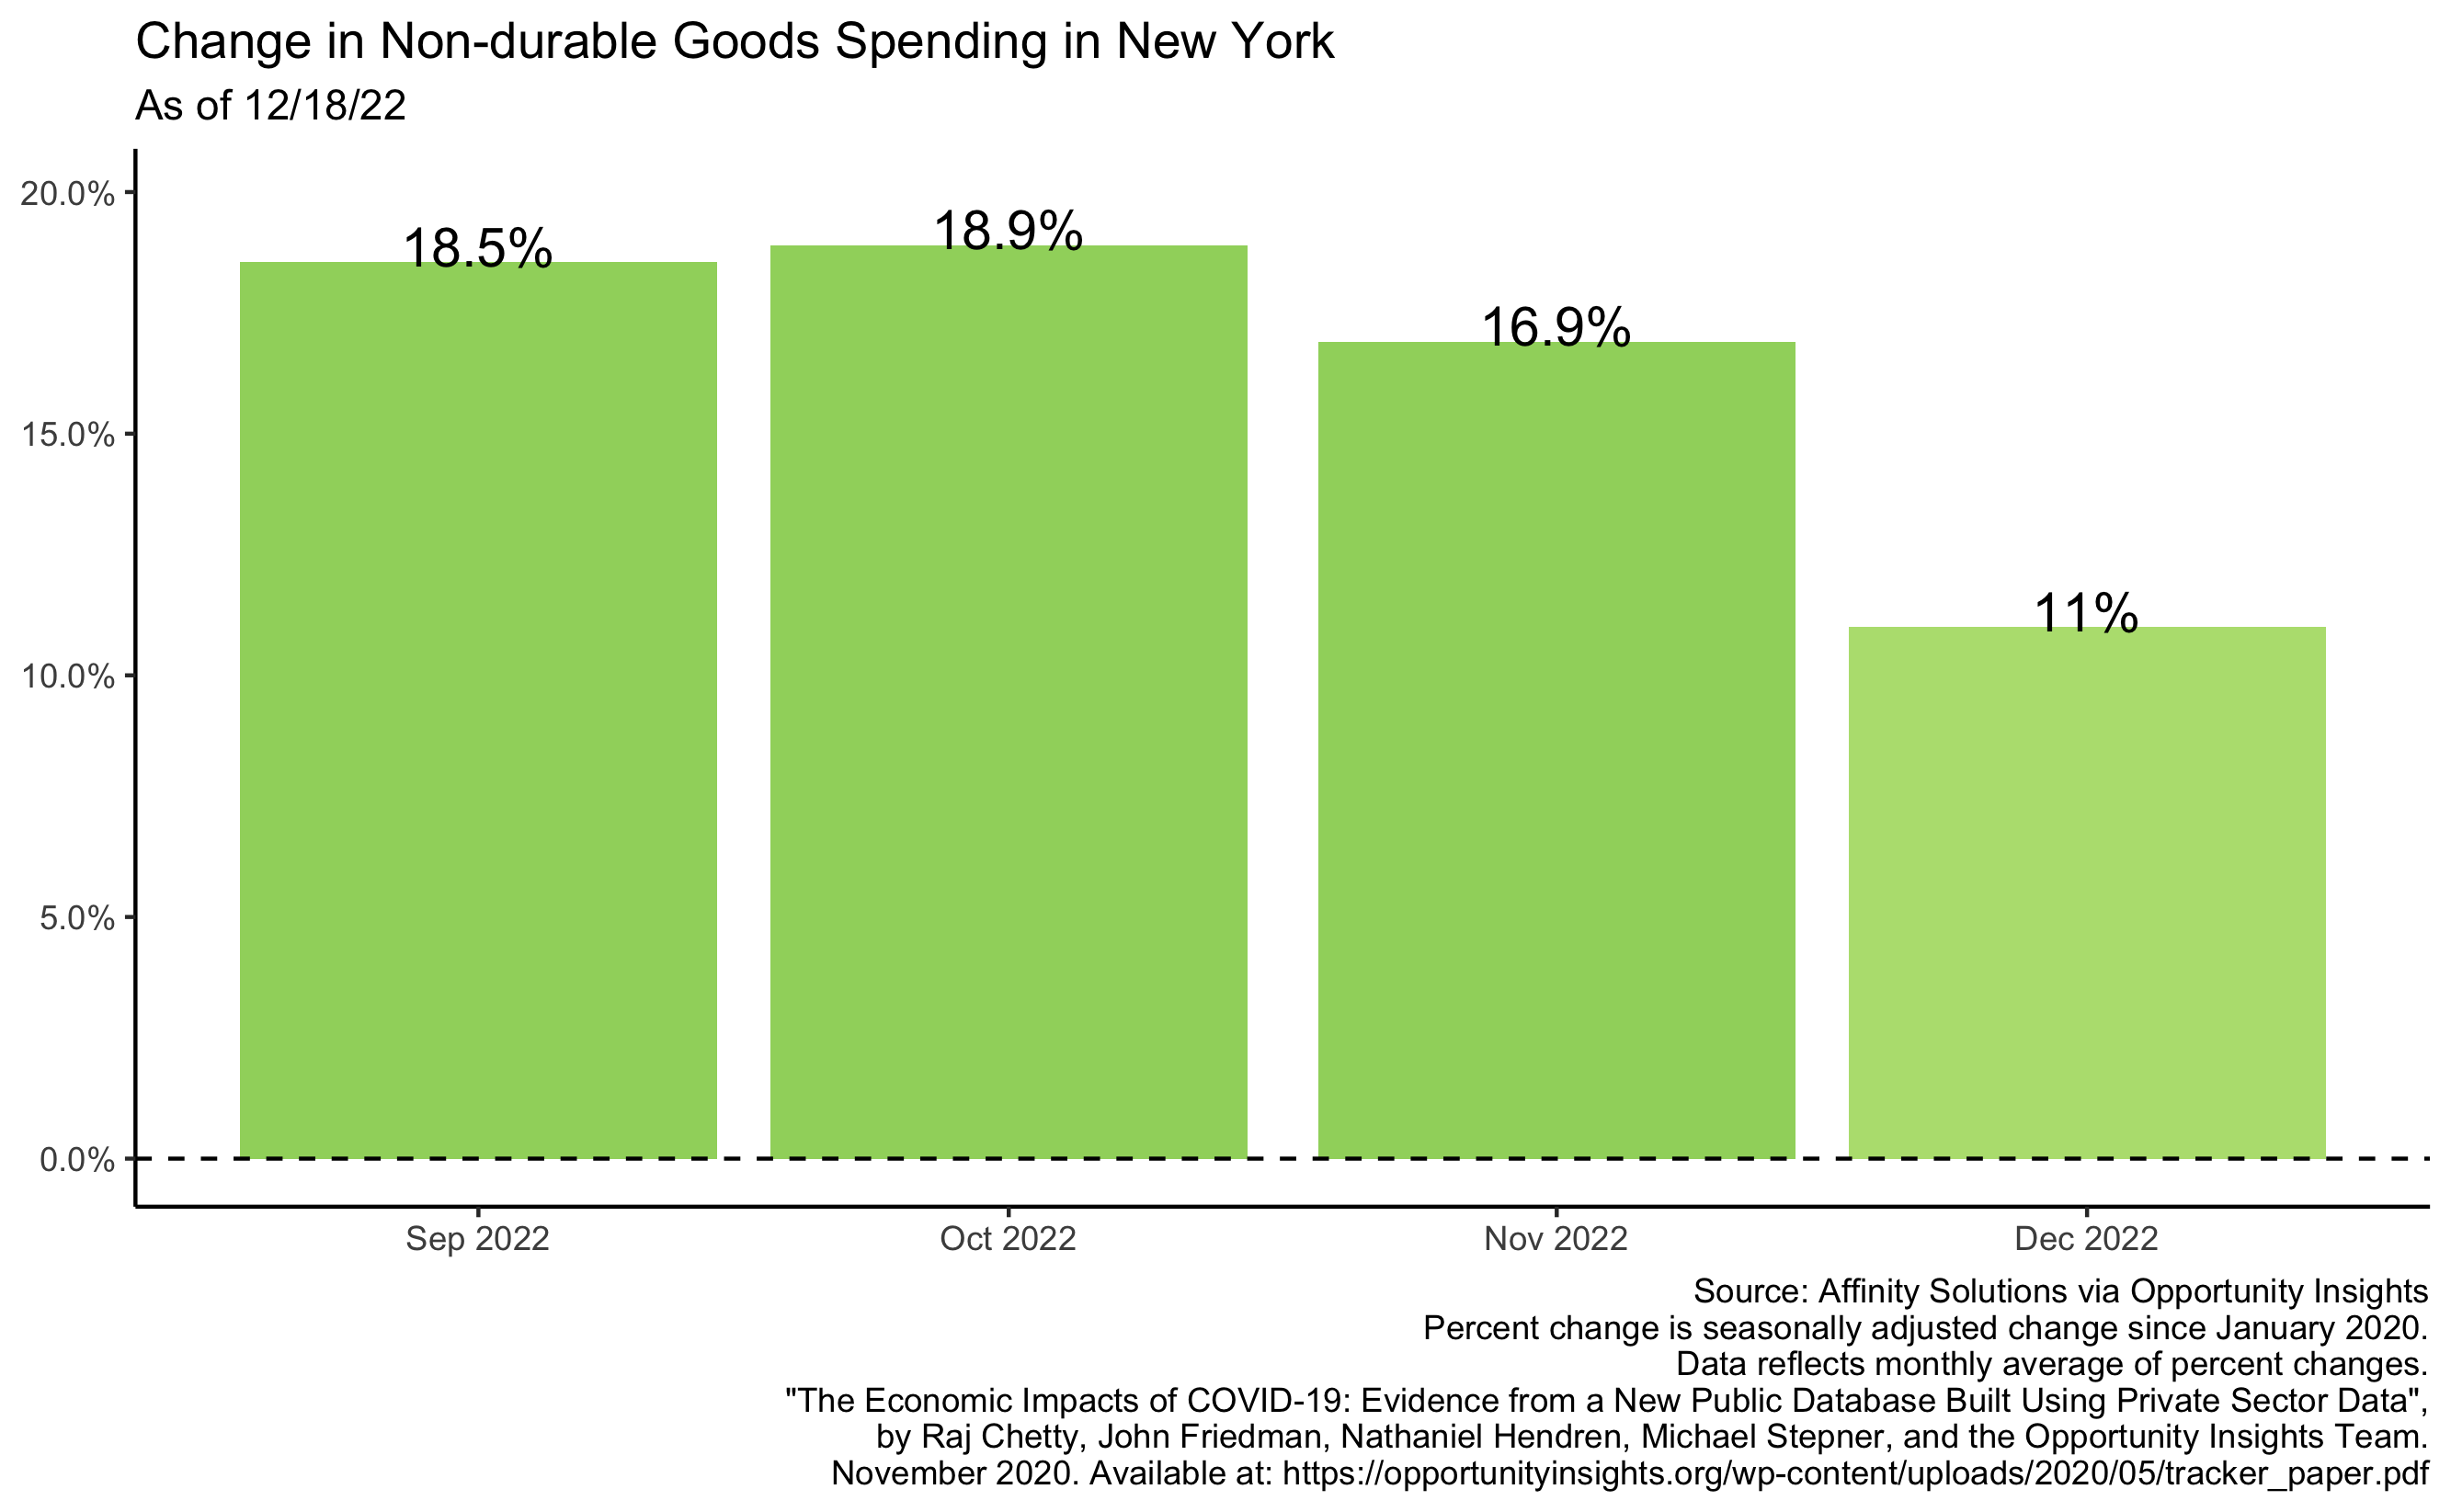 Change in Non-durable Goods Spending in New York
As of 12/18/22
20.0%
15.0%
10.0%
5.0%
0.0%
18.5%
18.9%
16.9%
11%
Sep 2022
Oct 2022
Nov 2022
Dec 2022
Source: Affinity Solutions via Opportunity Insights
Percent change is seasonally adjusted change since January 2020.
Data reflects monthly average of percent changes.
"The Economic Impacts of COVID-19: Evidence from a New Public Database Built Using Private Sector Data",
by Raj Chetty, John Friedman, Nathaniel Hendren, Michael Stepner, and the Opportunity Insights Team.
November 2020. Available at: https://opportunityinsights.org/wp-content/uploads/2020/05/tracker_paper.pdf